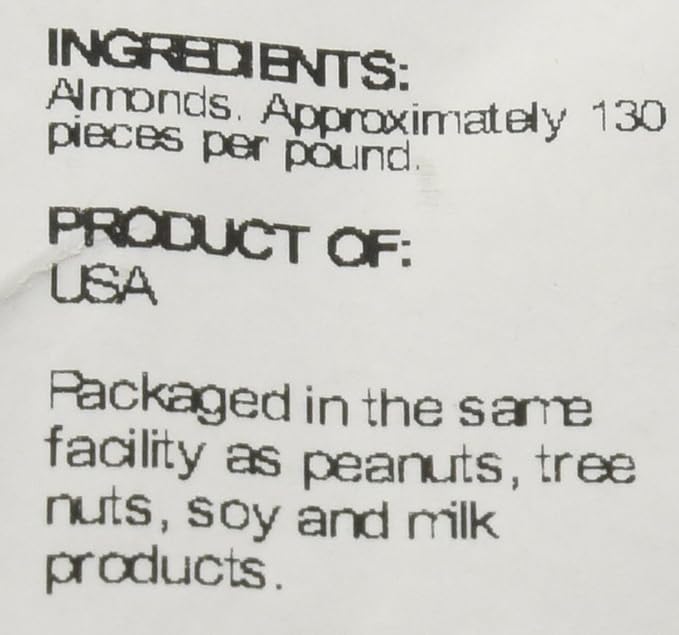 INGREDIENTS:
Almonds. Approximately 130
pieces per pound.
PRODUCT OF:
USA
Packaged in the same
facility as peanuts, tree
nuts, soy and milk
products.